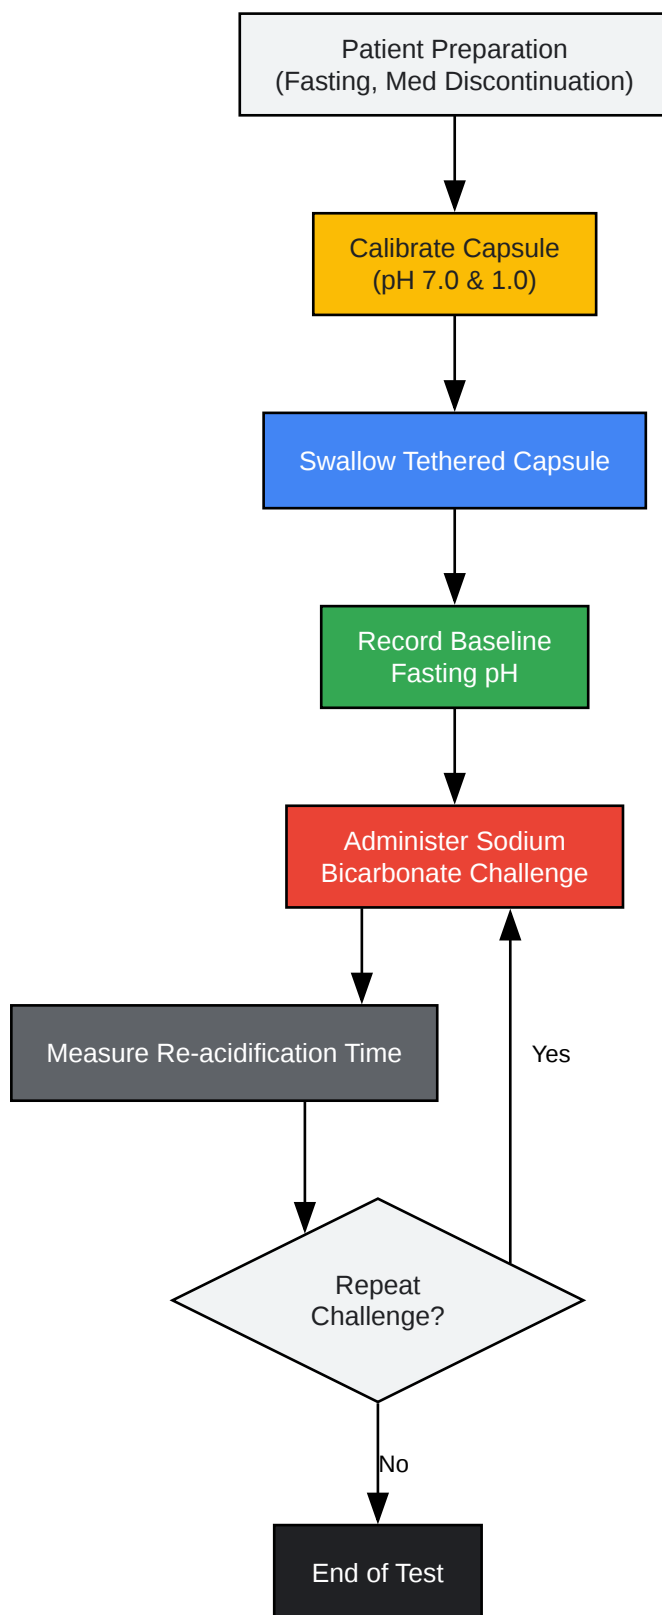 Patient Preparation
(Fasting, Med Discontinuation)
Calibrate Capsule
(pH 7.0 & 1.0)
Swallow Tethered Capsule
Record Baseline
Fasting pH
Administer Sodium
Bicarbonate Challenge
Measure Re-acidification Time
Yes
Repeat
Challenge?
No
End of Test